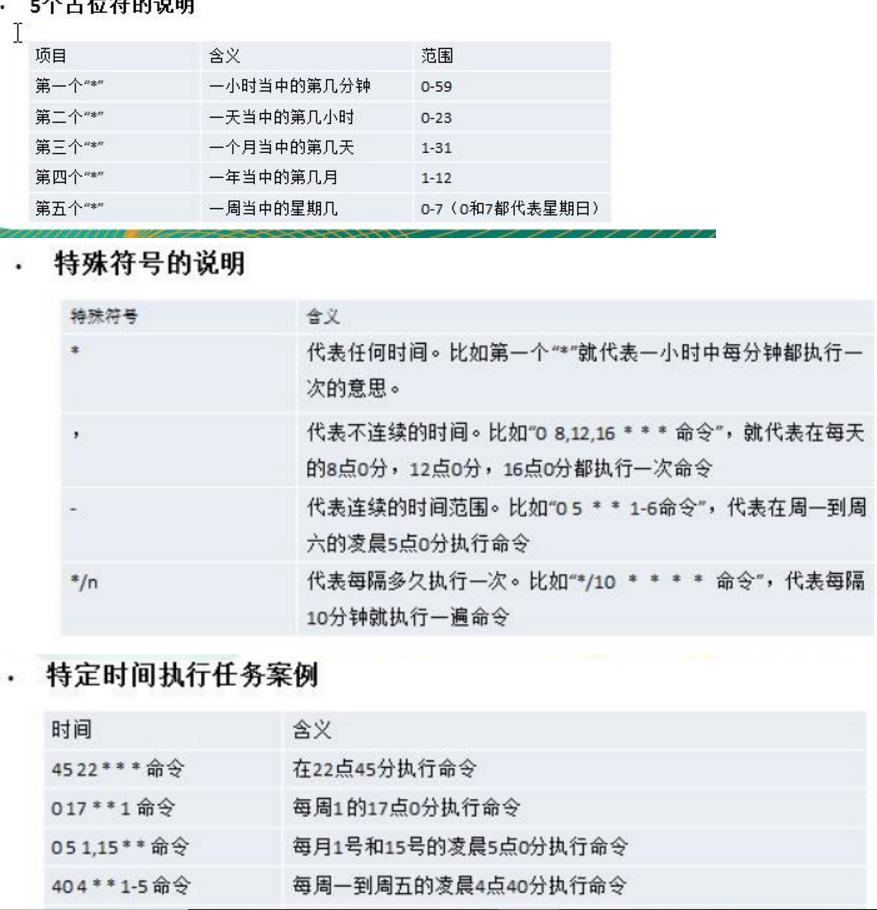 · 5个占位符的说明
项目 含义 范围
第一个“*” 一小时当中的第几分钟 0-59
第二个“*” 一天当中的第几小时 0-23
第三个“*” 一个月当中的第几天 1-31
第四个“*” 一年当中的第几月 1-12
第五个“*” 一周当中的星期几 0-7（0和7都代表星期日）
· 特殊符号的说明
特殊符号 含义
* 代表任何时间。比如第一个“*”就代表一小时中每分钟都执行一
次的意思。
， 代表不连续的时间。比如“0 8,12,16 * * * 命令”，就代表在每天
的8点0分，12点0分，16点0分都执行一次命令
- 代表连续的时间范围。比如“0 5 * * 1-6命令”，代表在周一到周
六的凌晨5点0分执行命令
*/n 代表每隔多久执行一次。比如“*/10 * * * * 命令”，代表每隔
10分钟就执行一遍命令
· 特定时间执行任务案例
时间 含义
45 22 * * * 命令 在22点45分执行命令
0 17 * * 1 命令 每周1的17点0分执行命令
0 5 1,15 * * 命令 每月1号和15号的凌晨5点0分执行命令
40 4 * * 1-5 命令 每周一到周五的凌晨4点40分执行命令